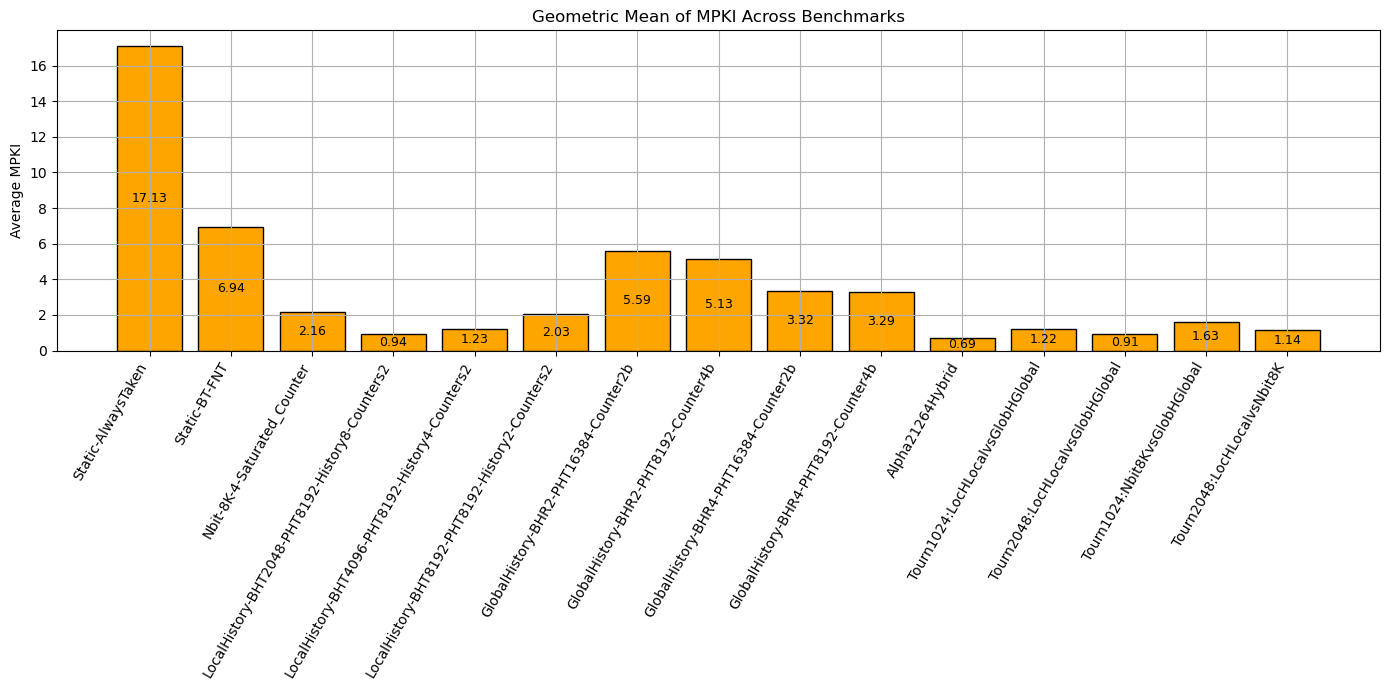 Geometric Mean of MPKI Across Benchmarks
Average MPKI
16
14
12
10
8
6
4
2
0
17.13
6.94
2.16
0.94
1.23
2.03
5.59
5.13
3.32
3.29
0.69
1.22
0.91
1.63
1.14
Static-AlwaysTaken
Static-BT-FNT
Nbit-8K-4-Saturated_Counter
LocalHistory-BHT2048-PHT8192-History8-Counters2
LocalHistory-BHT4096-PHT8192-History4-Counters2
LocalHistory-BHT8192-PHT8192-History2-Counters2
GlobalHistory-BHR2-PHT16384-Counter2b
GlobalHistory-BHR2-PHT8192-Counter4b
GlobalHistory-BHR4-PHT16384-Counter2b
GlobalHistory-BHR4-PHT8192-Counter4b
Alpha21264Hybrid
Tourn1024:LocHLocalvsGlobHGlobal
Tourn2048:LocHLocalvsGlobHGlobal
Tourn1024:Nbit8KvsGlobHGlobal
Tourn2048:LocHLocalvsNbit8K